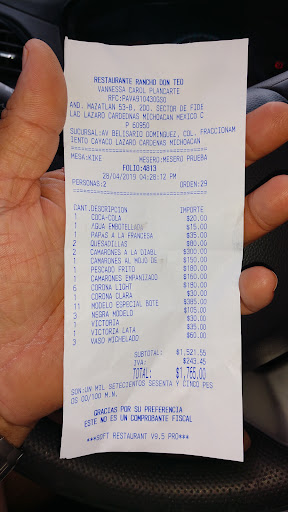 RESTAURANTE RANCHO DON TEO
VANNESSA CAROL PLANCARTE
RFC:PAVA910430QS0
AND. MAZATLAN 53-B, 2DO. SECTOR DE FIDE
LAC LAZARO CARDEDNAS MICHOACAN MEXICO C
P 60950
SUCURSAL:AV BELISARIO DOMINGUEZ, COL. FRACCIONAM
IENTO CAYACO LAZARO CARDENAS MICHOACAN
MESA:KIKE MESERO:MESERO PRUEBA
FOLIO:4813
28/04/2019 04:28:12 PM
PERSONAS:2 ORDEN:29
CANT.DESCRIPCION IMPORTE
1 COCA-COLA $20.00
1 AGUA EMBOTELLADA $15.00
1 PAPAS A LA FRANCESA $35.00
2 QUESADILLAS $80.00
2 CAMARONES A LA DIABL $300.00
1 CAMARONES AL MOJO DE $150.00
1 PESCADO FRITO $180.00
1 CAMARONES EMPANIZADO $160.00
6 CORONA LIGHT $180.00
1 CORONA CLARA $30.00
11 MODELO ESPECIAL BOTE $385.00
3 NEGRA MODELO $105.00
1 VICTORIA $30.00
1 VICTORIA LATA $35.00
3 VASO MICHELADO $60.00
SUBTOTAL: $1,521.55
IVA: $243.45
TOTAL: $1,765.00
SON:UN MIL SETECIENTOS SESENTA Y CINCO PES
OS 00/100 M.N.
GRACIAS POR SU PREFERENCIA
ESTE NO ES UN COMPROBANTE FISCAL
***SOFT RESTAURANT V9.5 PRO***